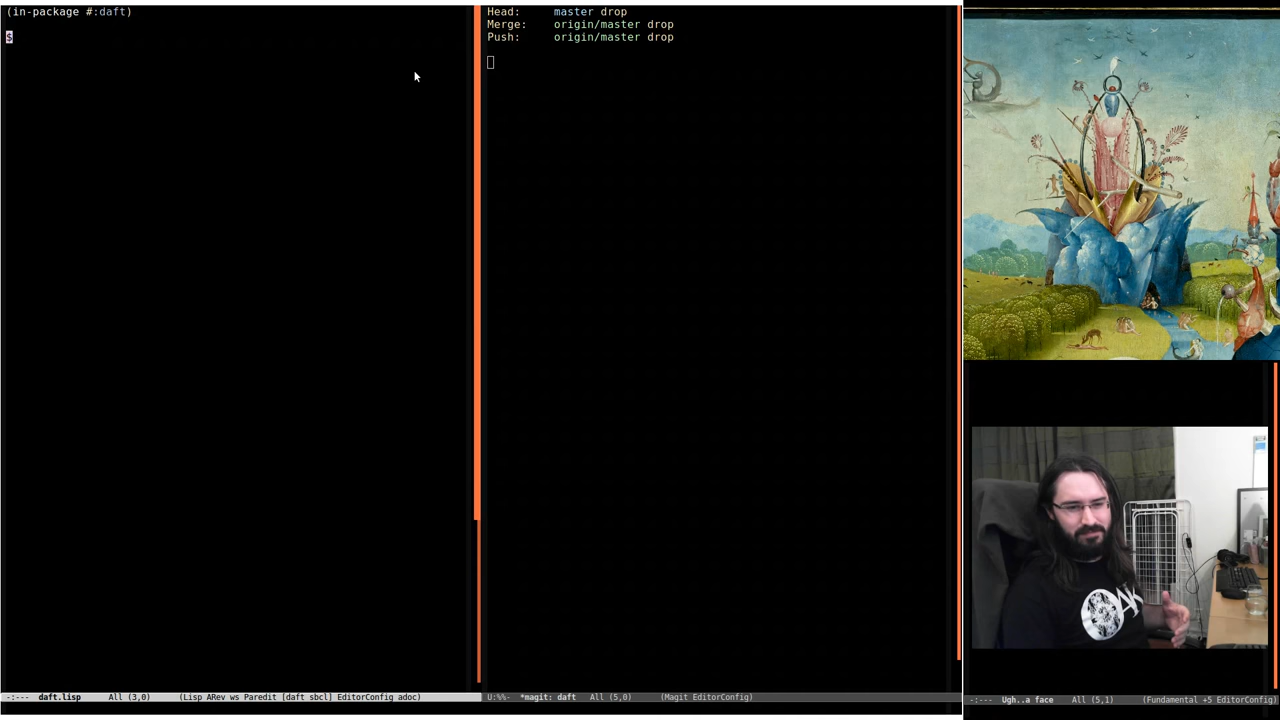 (in-package #:daft)
$
Head:     master drop
Merge:    origin/master drop
Push:     origin/master drop
-:---  daft.lisp     All (3,0)     (Lisp ARev ws Paredit [daft sbcl] EditorConfig adoc)
U:%%-  *magit: daft   All (5,0)     (Magit EditorConfig)
OAK
-:---  Ugh..a face   All (5,1)     (Fundamental +5 EditorConfig)